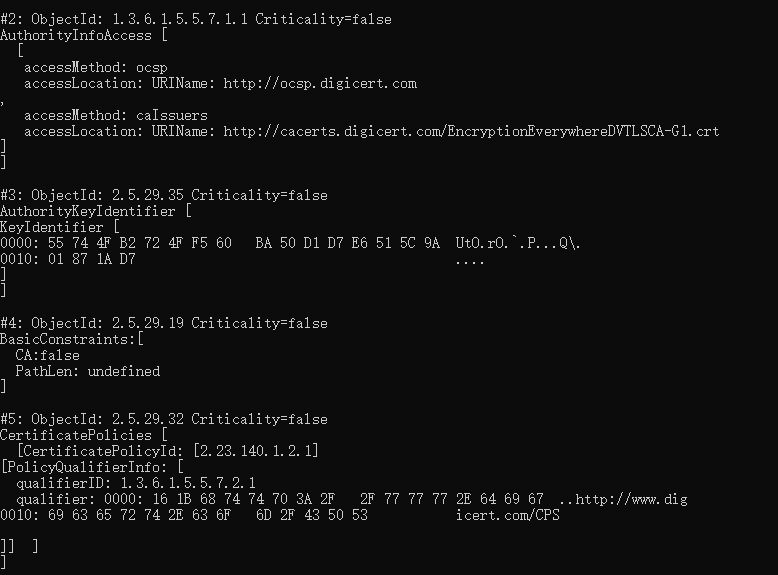 #2: ObjectId: 1.3.6.1.5.5.7.1.1 Criticality=false
AuthorityInfoAccess [
  [
   accessMethod: ocsp
   accessLocation: URIName: http://ocsp.digicert.com
,
   accessMethod: caIssuers
   accessLocation: URIName: http://cacerts.digicert.com/EncryptionEverywhereDVTLSCA-G1.crt
]
]
#3: ObjectId: 2.5.29.35 Criticality=false
AuthorityKeyIdentifier [
KeyIdentifier [
0000: 55 74 4F B2 72 4F F5 60   BA 50 D1 D7 E6 51 5C 9A  UtO.rO.`.P...Q\.
0010: 01 87 1A D7                                        ....
]
]
#4: ObjectId: 2.5.29.19 Criticality=false
BasicConstraints:[
  CA:false
  PathLen: undefined
]
#5: ObjectId: 2.5.29.32 Criticality=false
CertificatePolicies [
  [CertificatePolicyId: [2.23.140.1.2.1]
[PolicyQualifierInfo: [
  qualifierID: 1.3.6.1.5.5.7.2.1
  qualifier: 0000: 16 1B 68 74 74 70 3A 2F   2F 77 77 77 2E 64 69 67  ..http://www.dig
0010: 69 63 65 72 74 2E 63 6F   6D 2F 43 50 53           icert.com/CPS
]]  ]
]